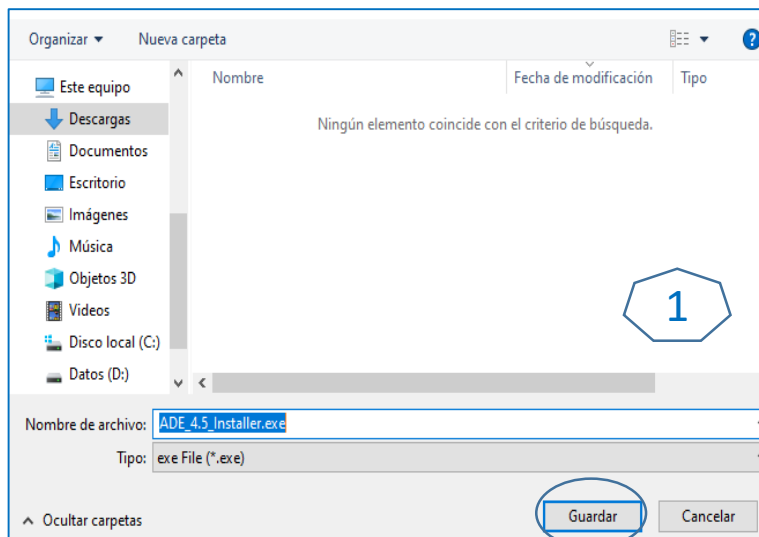 Organizar Nueva carpeta ?
Nombre Fecha de modificación Tipo
Este equipo
Descargas
Ningún elemento coincide con el criterio de búsqueda.
Documentos
Escritorio
Imágenes
Música
Objetos 3D
Videos
Disco local (C:)
Datos (D:)
1
Nombre de archivo: ADE_4.5_Installer.exe
Tipo: exe File (*.exe)
Ocultar carpetas Guardar Cancelar